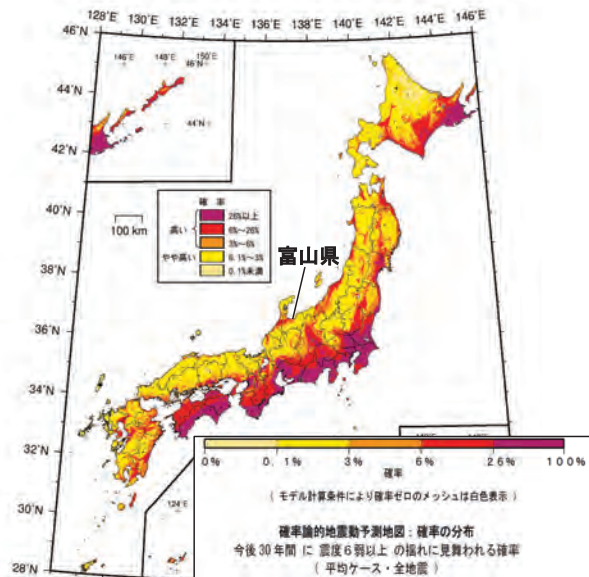 128°E 130°E 132°E 134°E 136°E 138°E 140°E 142°E 144°E 146°E
46°N
146°E 148°E 150°E
46°N
44°N
44°N
42°N
40°N
38°N
36°N
34°N
32°N
30°N
28°N
100 km
確 率
高い
26%以上
6%~26%
3%~6%
やや高い
0.1%~3%
0.1%未満
富山県
124°E
0% 0.1% 3% 6% 26% 100%
確率
( モデル計算条件により確率ゼロのメッシュは白色表示 )
確率論的地震動予測地図 : 確率の分布
今後30年間 に 震度6弱以上 の揺れに見舞われる確率
( 平均ケース・全地震 )